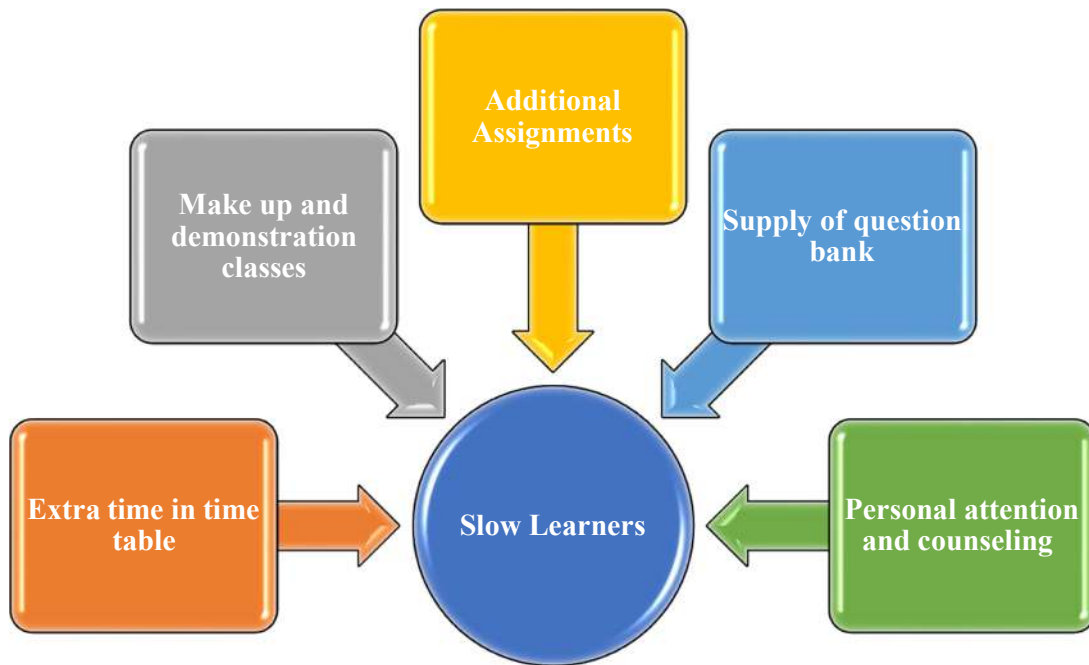 Additional
Assignments
Make up and
demonstration
classes
Supply of question
bank
Extra time in time
table
Slow Learners
Personal attention
and counseling